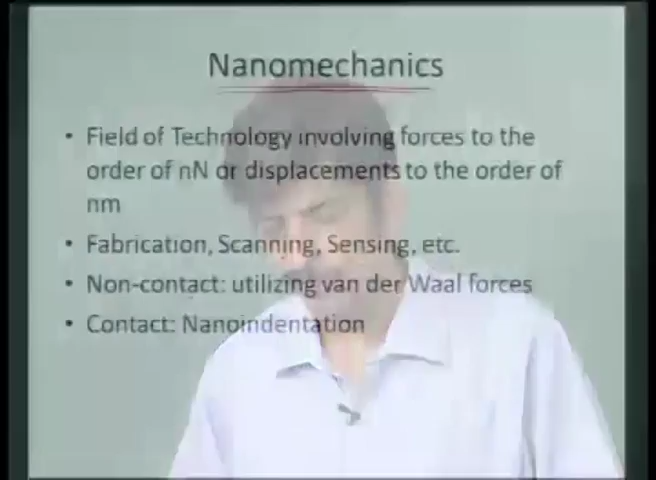 Nanomechanics
• Field of Technology involving forces to the
order of nN or displacements to the order of
nm
• Fabrication, Scanning, Sensing, etc.
• Non-contact: utilizing van der Waal forces
• Contact: Nanoindentation